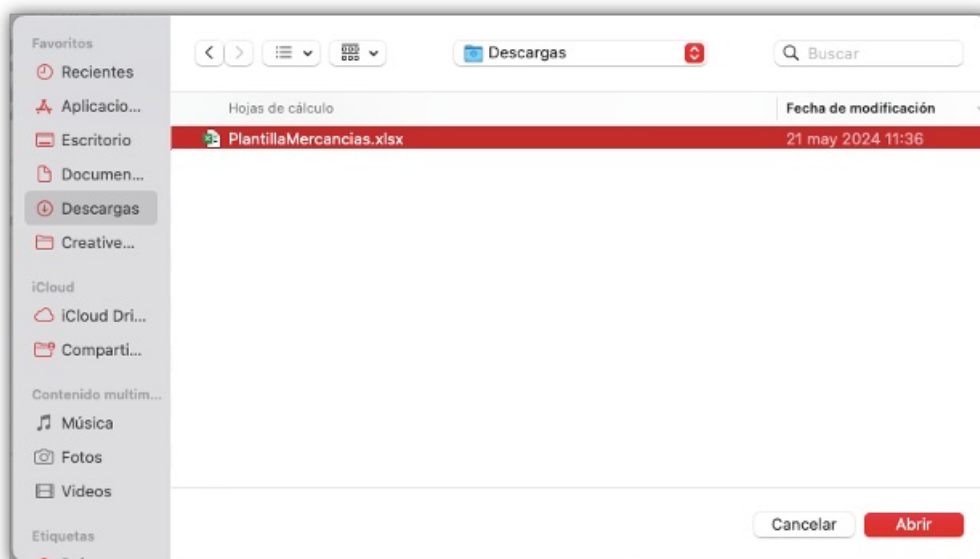 Favoritos
Recientes
Aplicacio...
Escritorio
Documen...
Descargas
Creative...
iCloud
iCloud Dri...
Comparti...
Contenido multim...
Música
Fotos
Videos
Etiquetas
Descargas
Buscar
Hojas de cálculo Fecha de modificación
PlantillaMercancias.xlsx 21 may 2024 11:36
Cancelar Abrir